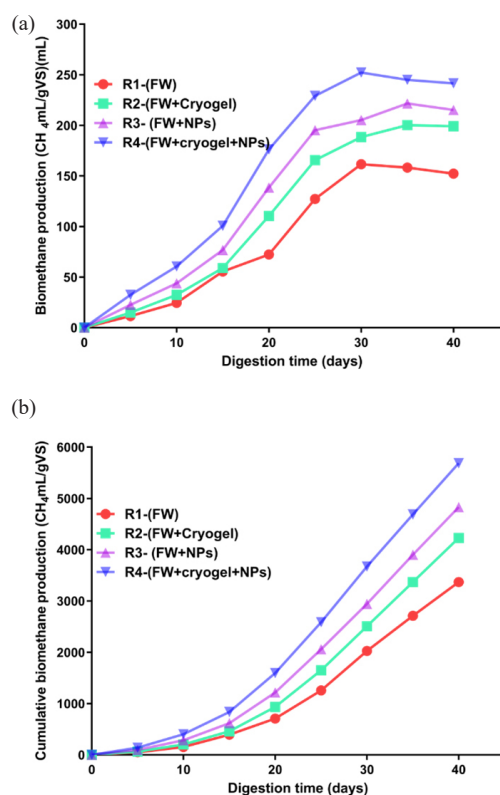 (a)
300
250
200
150
100
50
0
Biomethane production (CH 4mL/gVS)(mL)
R1-(FW)
R2-(FW+Cryogel)
R3- (FW+NPs)
R4-(FW+cryogel+NPs)
0 10 20 30 40
Digestion time (days)
(b)
6000
5000
4000
3000
2000
1000
0
Cumulative biomethane production (CH₄mL/gVS)
R1-(FW)
R2-(FW+Cryogel)
R3- (FW+NPs)
R4-(FW+cryogel+NPs)
0 10 20 30 40
Digestion time (days)